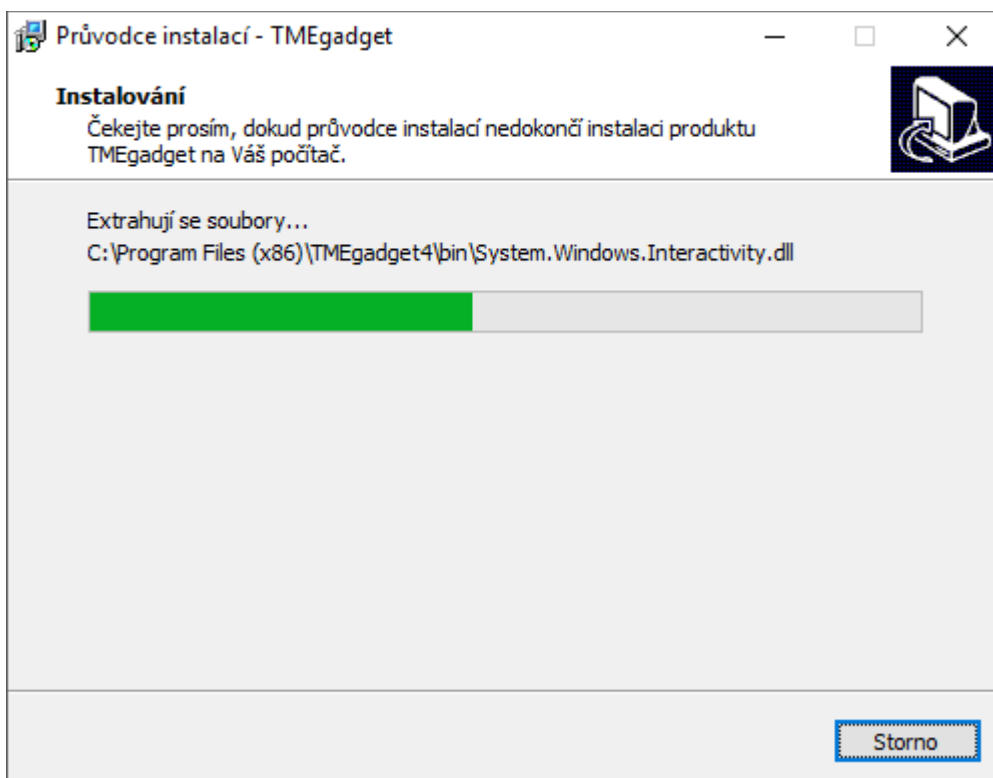 Průvodce instalací - TMEgadget
Instalování
Čekejte prosím, dokud průvodce instalací nedokončí instalaci produktu
TMEgadget na Váš počítač.
Extrahují se soubory...
C:\Program Files (x86)\TMEgadget4\bin\System.Windows.Interactivity.dll
Storno